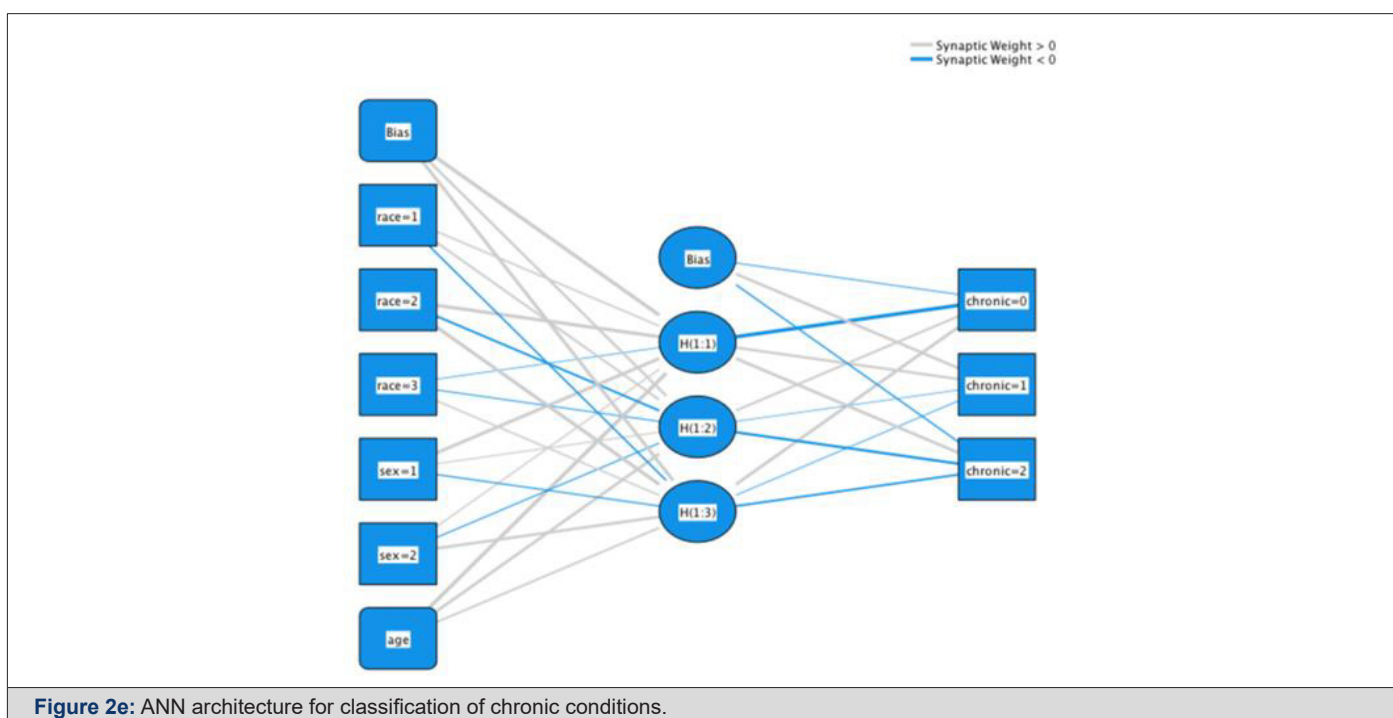 Synaptic Weight > 0
Synaptic Weight < 0
Bias
race=1
race=2
race=3
sex=1
sex=2
age
Bias
H(1:1)
H(1:2)
H(1:3)
chronic=0
chronic=1
chronic=2
Figure 2e: ANN architecture for classification of chronic conditions.